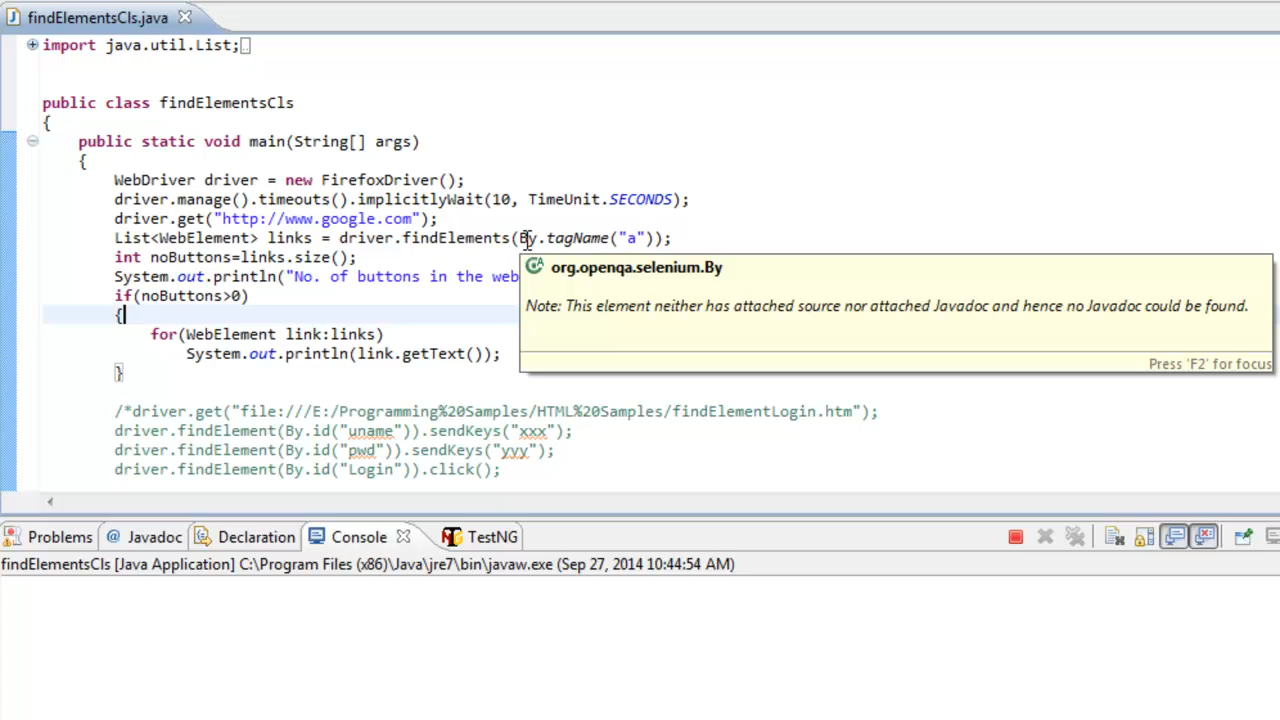 findElementsCls.java
import java.util.List;
public class findElementsCls
{
public static void main(String[] args)
{
WebDriver driver = new FirefoxDriver();
driver.manage().timeouts().implicitlyWait(10, TimeUnit.SECONDS);
driver.get("http://www.google.com");
List<WebElement> links = driver.findElements(By.tagName("a"));
int noButtons=links.size();
System.out.println("No. of buttons in the web
if(noButtons>0)
{
for(WebElement link:links)
System.out.println(link.getText());
}
org.openqa.selenium.By
Note: This element neither has attached source nor attached Javadoc and hence no Javadoc could be found.
Press 'F2' for focus
/*driver.get("file:///E:/Programming%20Samples/HTML%20Samples/findElementLogin.htm");
driver.findElement(By.id("uname")).sendKeys("xxx");
driver.findElement(By.id("pwd")).sendKeys("yyy");
driver.findElement(By.id("Login")).click();
Problems @ Javadoc Declaration Console TestNG
findElementsCls [Java Application] C:\Program Files (x86)\Java\jre7\bin\javaw.exe (Sep 27, 2014 10:44:54 AM)